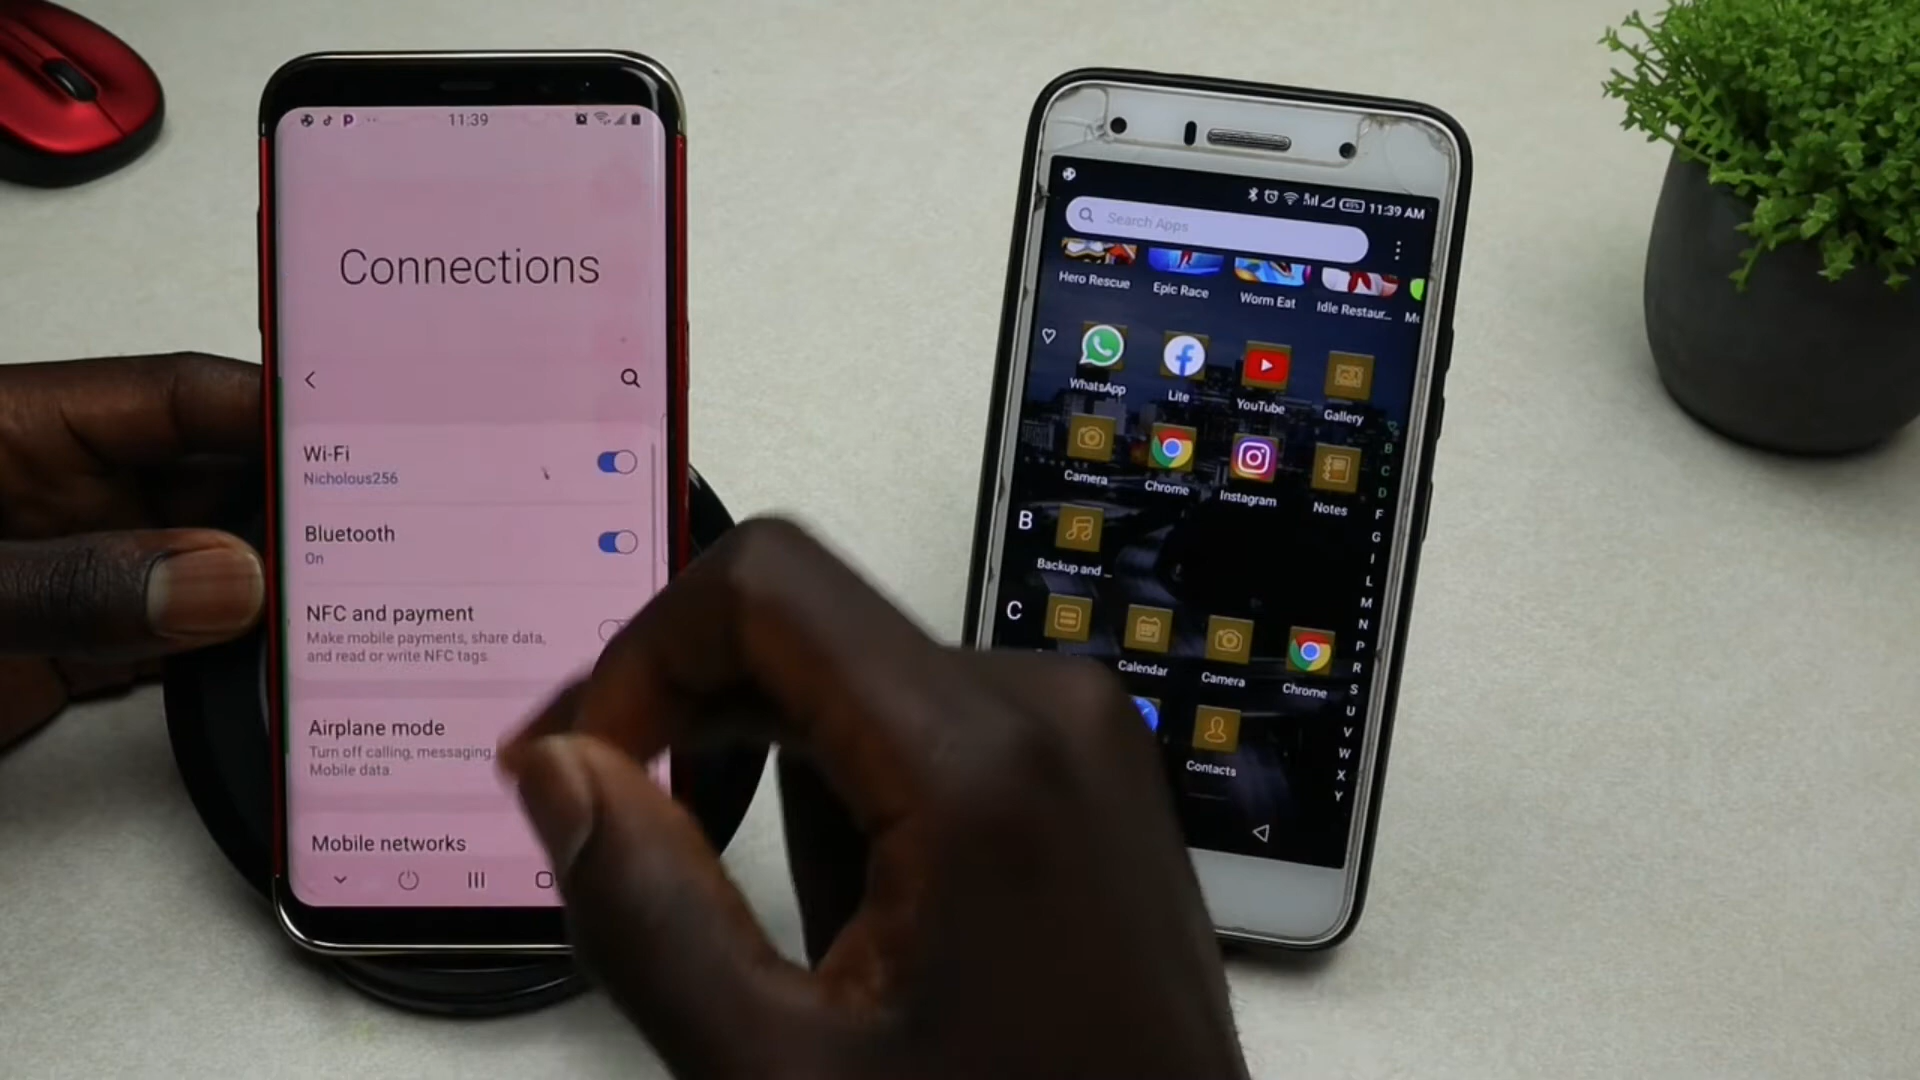 11:39
Connections
Wi-Fi
Nicholous256
Bluetooth
On
NFC and payment
Make mobile payments, share data,
and read or write NFC tags.
Airplane mode
Turn off calling, messaging,
Mobile data.
Mobile networks
11:39 AM
Search Apps
Hero Rescue
Epic Race
Worm Eat
Idle Restaur...
WhatsApp
Lite
YouTube
Gallery
Camera
Chrome
Instagram
Notes
B
Backup and ...
C
Calendar
Camera
Chrome
Contacts
B
C
D
F
G
I
L
M
N
P
R
S
U
V
W
X
Y